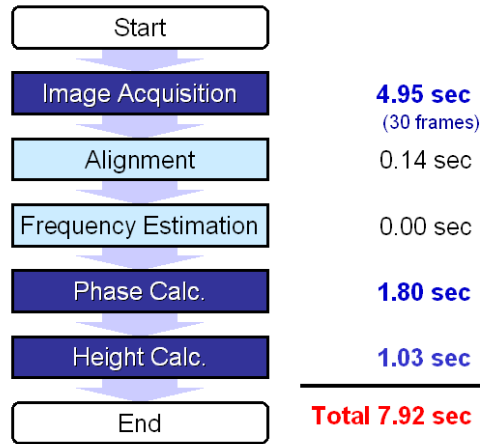 Start
Image Acquisition 4.95 sec
(30 frames)
Alignment 0.14 sec
Frequency Estimation 0.00 sec
Phase Calc. 1.80 sec
Height Calc. 1.03 sec
End Total 7.92 sec